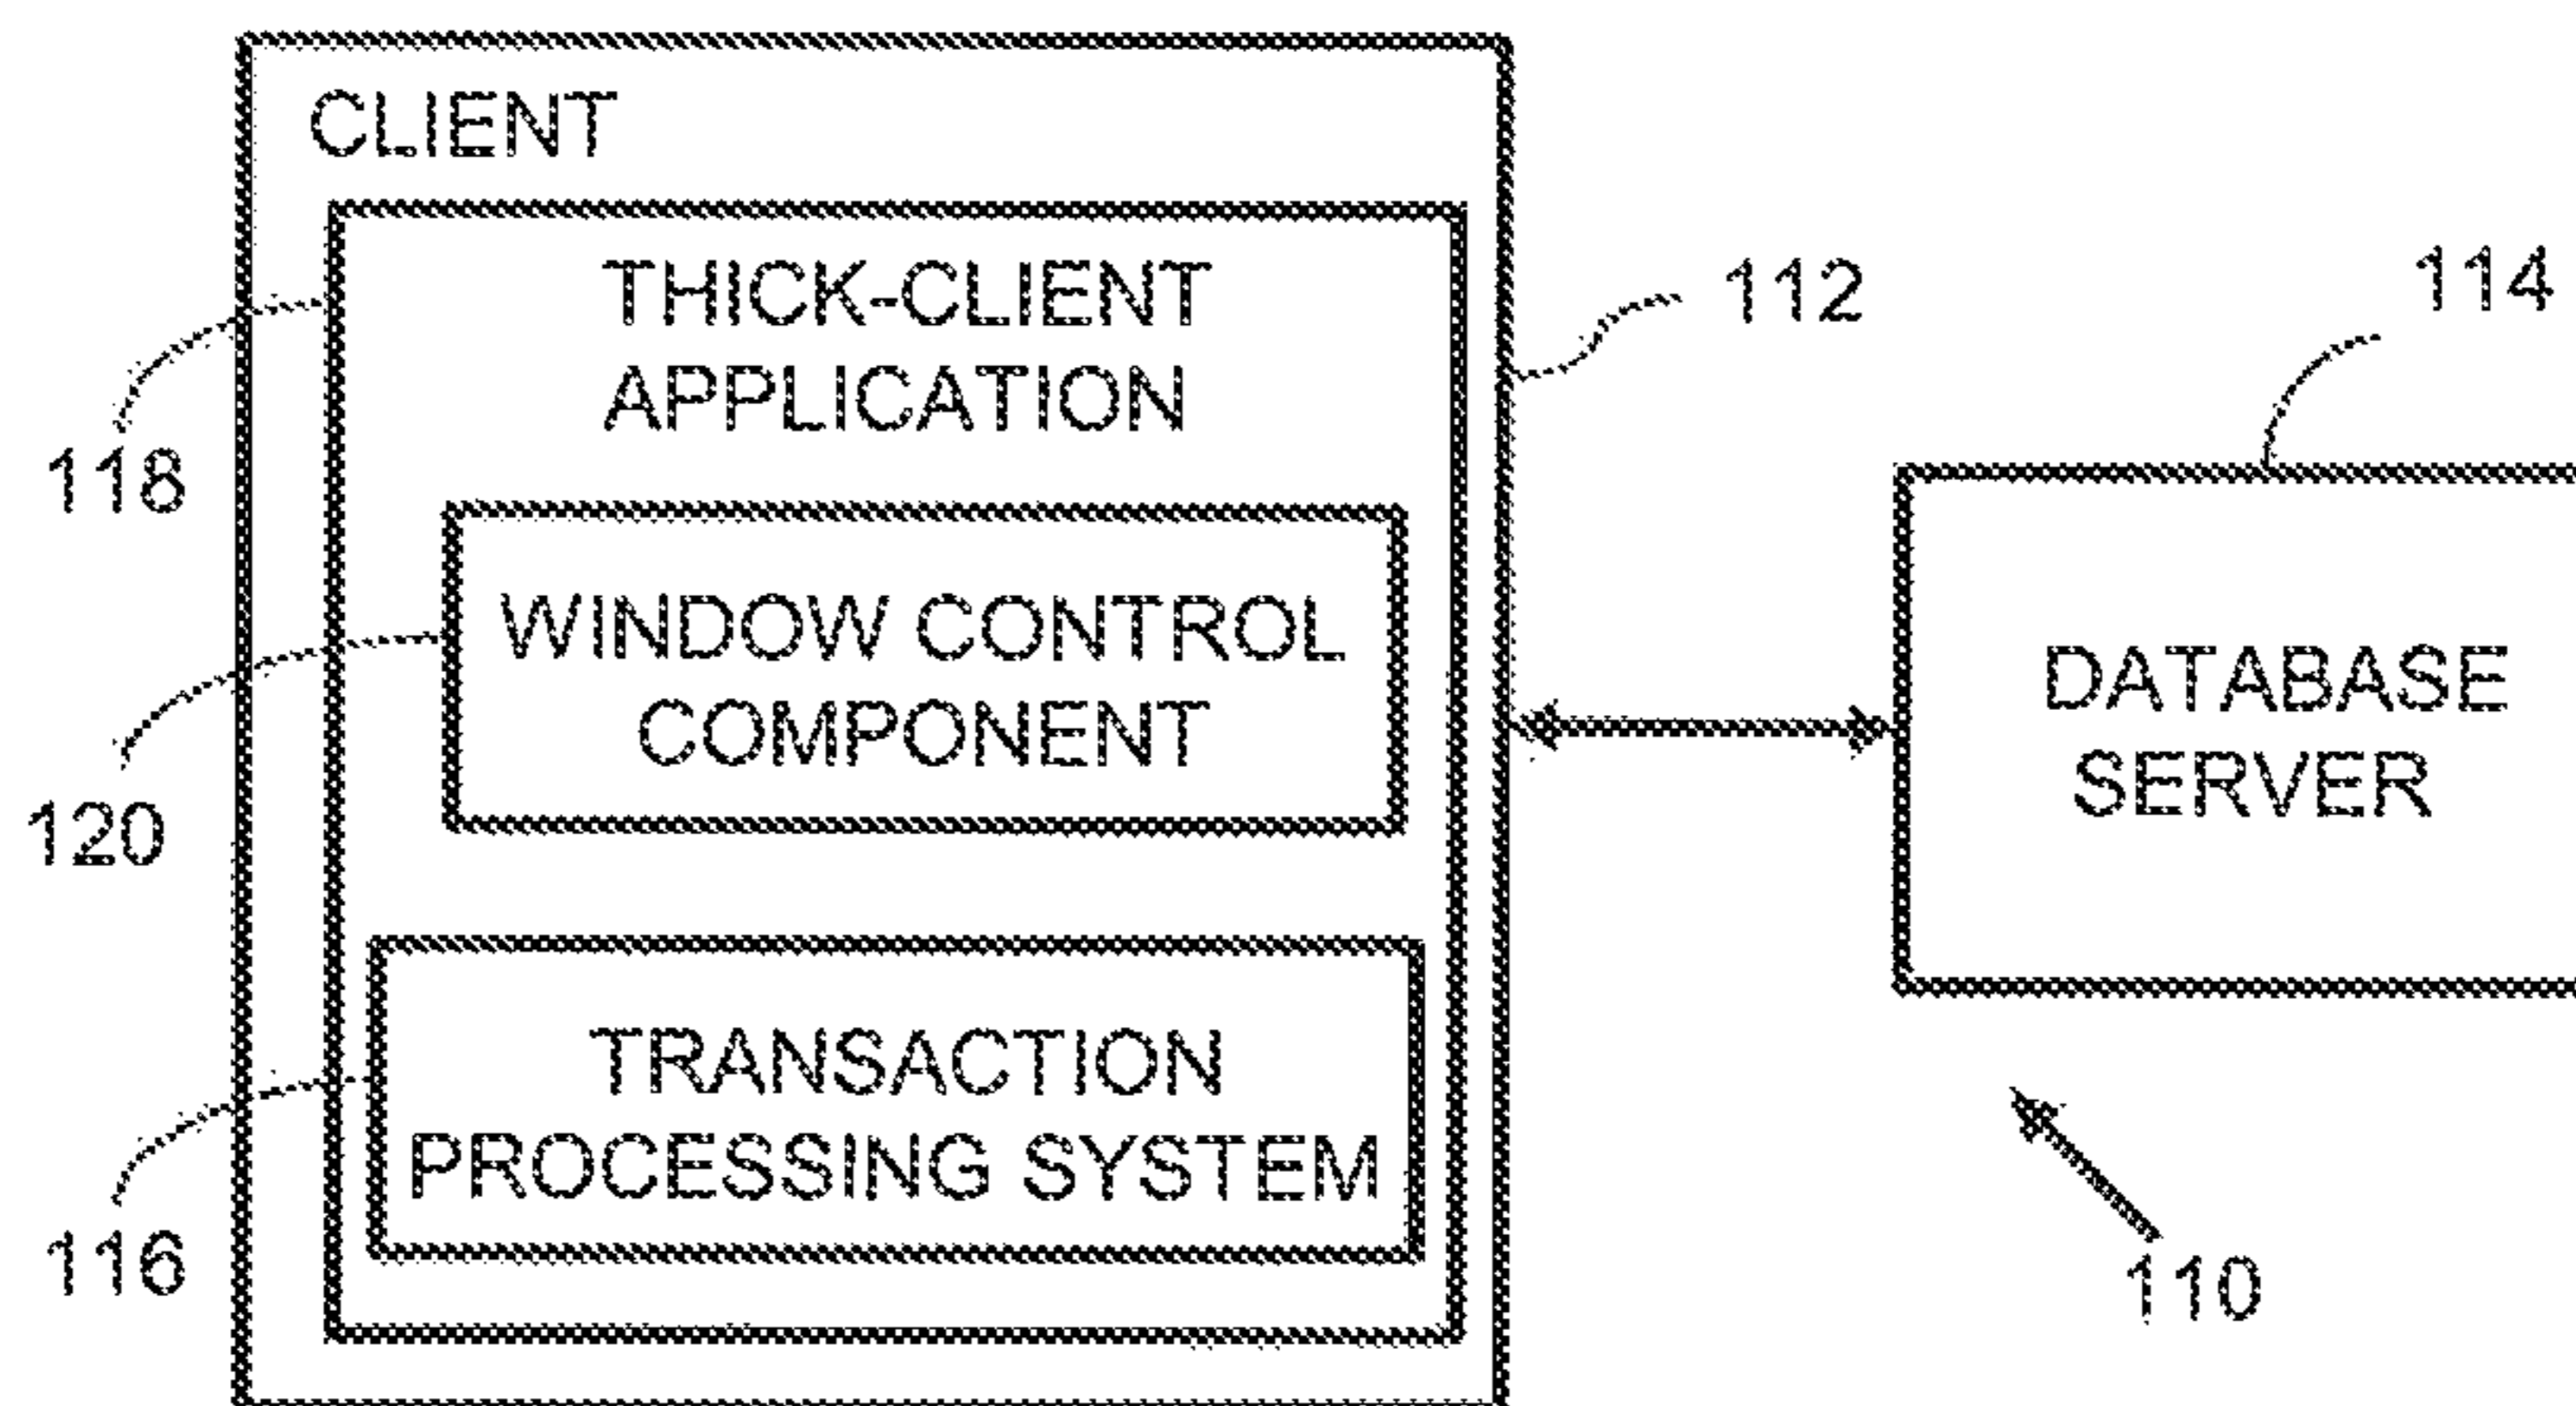 CLIENT
THICK-CLIENT
APPLICATION
112
114
118
WINDOW CONTROL
COMPONENT
DATABASE
SERVER
120
TRANSACTION
PROCESSING SYSTEM
116
110